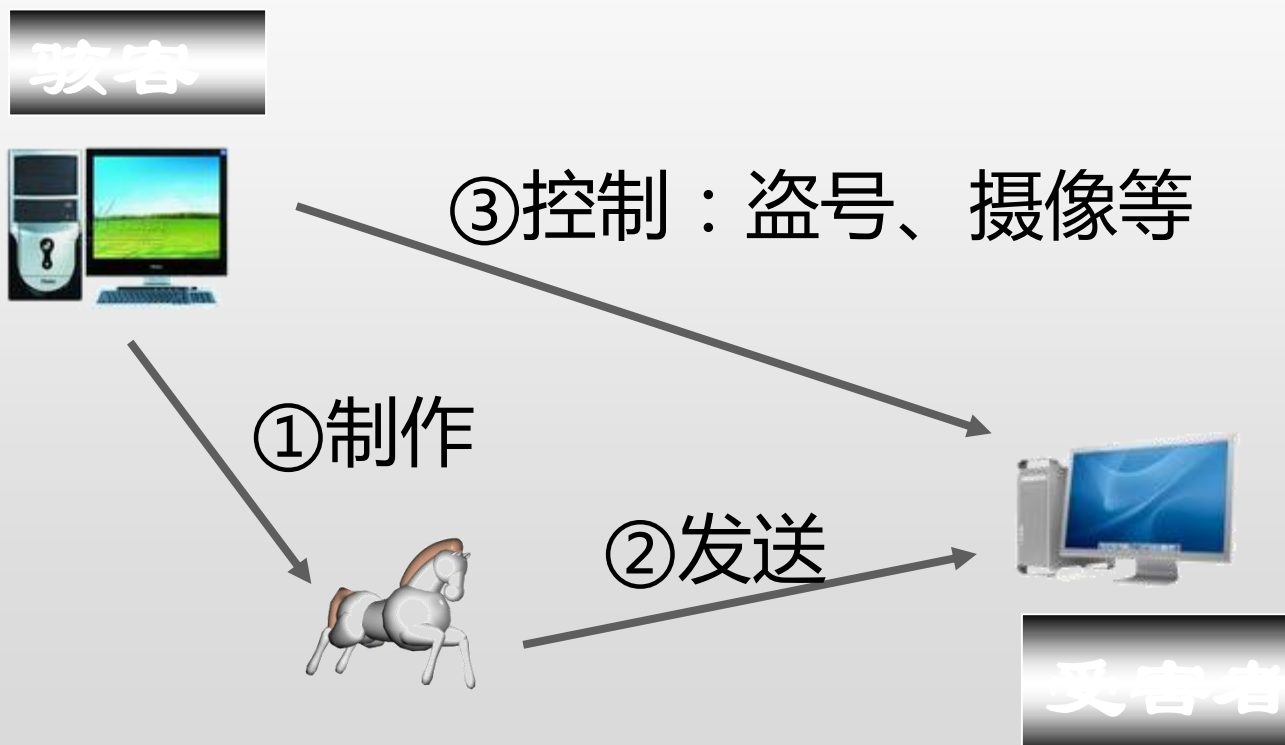 骇客
③控制：盗号、摄像等
①制作
②发送
受害者